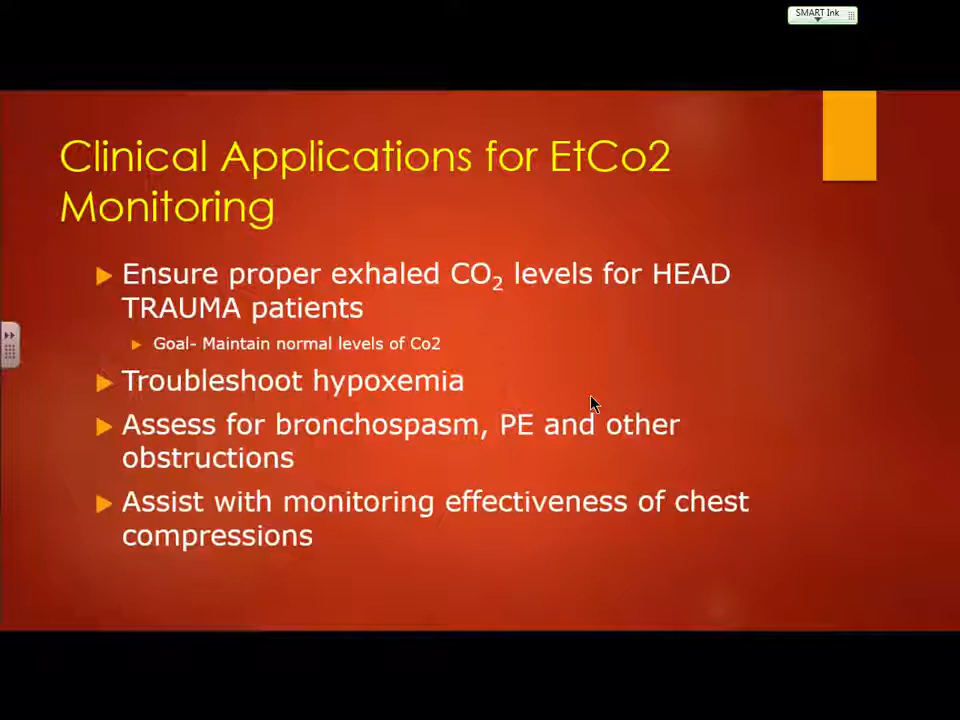 SMART Ink
Clinical Applications for EtCo2
Monitoring
Ensure proper exhaled CO₂ levels for HEAD
TRAUMA patients
Goal- Maintain normal levels of Co2
Troubleshoot hypoxemia
Assess for bronchospasm, PE and other
obstructions
Assist with monitoring effectiveness of chest
compressions